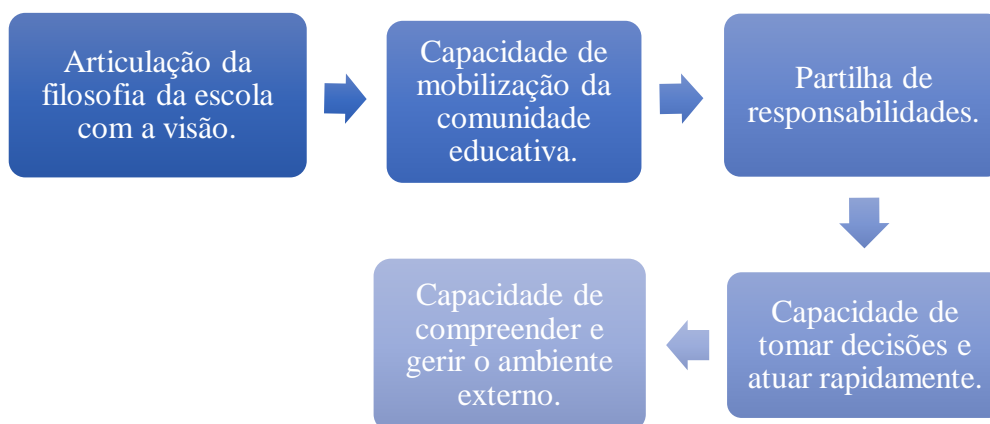 Articulação da
filosofia da escola
com a visão.
Capacidade de
mobilização da
comunidade
educativa.
Partilha de
responsabilidades.
Capacidade de
tomar decisões e
atuar rapidamente.
Capacidade de
compreender e
gerir o ambiente
externo.